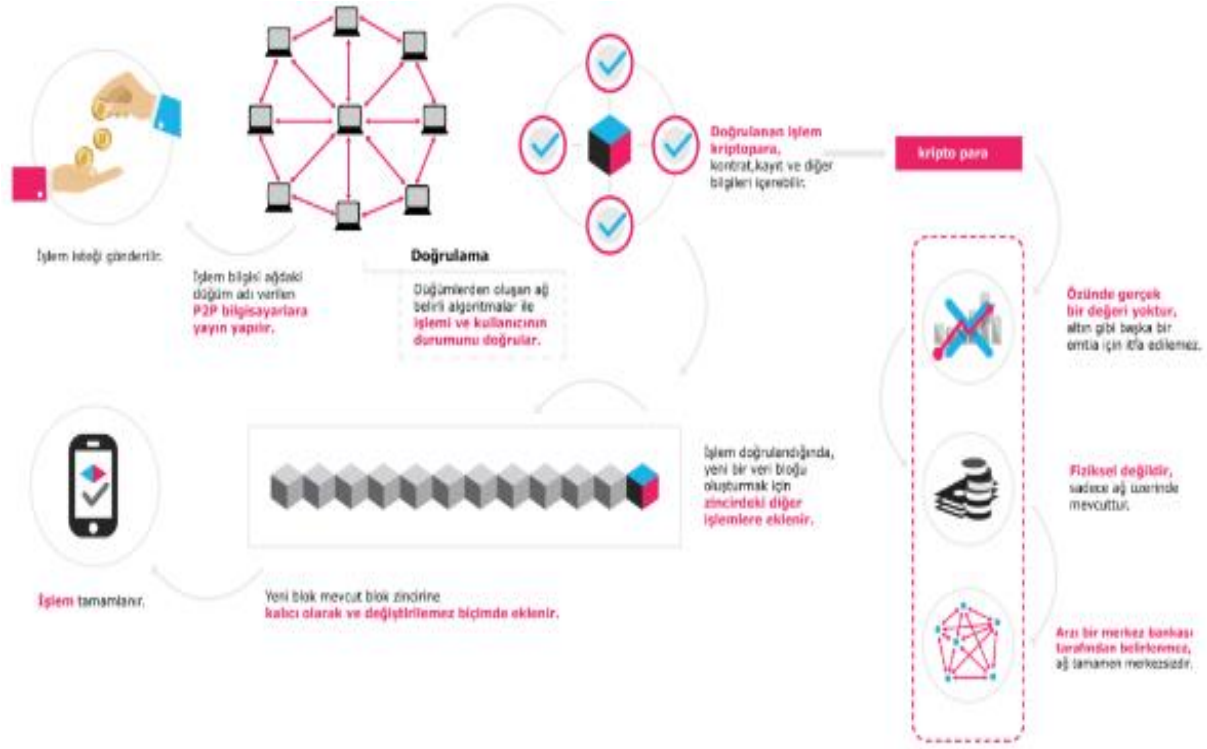 İşlem isteği gönderilir.
İşlem bilgisi ağdaki
düğüm adı verilen
P2P bilgisayarlara
yayın yapılır.
Doğrulama
Düğümlerden oluşan ağ
belirli algoritmalar ile
işlemi ve kullanıcının
durumunu doğrular.
Doğrulanan işlem
kriptopara,
kontrat,kayıt ve diğer
bilgileri içerebilir.
kripto para
Özünde gerçek
bir değeri yoktur,
altın gibi başka bir
emtia için itfa edilemez.
Fiziksel değildir,
sadece ağ üzerinde
mevcuttur.
Arzı bir merkez bankası
tarafından belirlenmez,
ağ tamamen merkezsizdir.
İşlem doğrulandığında,
yeni bir veri bloğu
oluşturmak için
zincirdeki diğer
işlemlere eklenir.
Yeni blok mevcut blok zincirine
kalıcı olarak ve değiştirilemez biçimde eklenir.
İşlem tamamlanır.